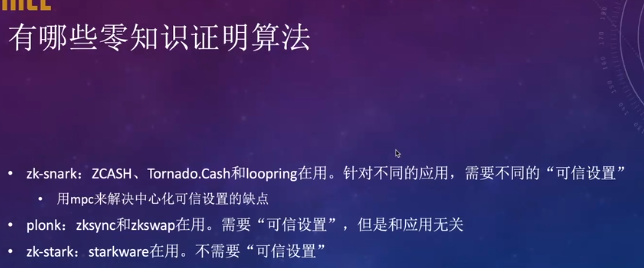 有哪些零知识证明算法
• zk-snark：ZCASH、Tornado.Cash和loopring在用。针对不同的应用，需要不同的“可信设置”
• 用mpc来解决中心化可信设置的缺点
• plonk：zksync和zkswap在用。需要“可信设置”，但是和应用无关
• zk-stark：starkware在用。不需要“可信设置”